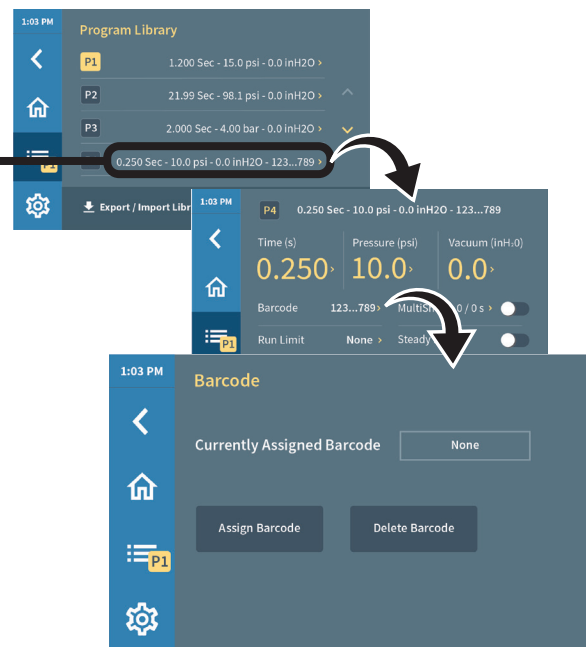 1:03 PM
Program Library
P1 1.200 Sec - 15.0 psi - 0.0 inH2O ›
P2 21.99 Sec - 98.1 psi - 0.0 inH2O ›
P3 2.000 Sec - 4.00 bar - 0.0 inH2O ›
0.250 Sec - 10.0 psi - 0.0 inH2O - 123...789 ›
P1
Export / Import
1:03 PM
P4 0.250 Sec - 10.0 psi - 0.0 inH2O - 123...789
Time (s) Pressure (psi) Vacuum (inH₂0)
0.250 › 10.0 › 0.0 ›
Barcode 123...789 › 0 / 0 s ›
Run Limit None › Steady
P1
1:03 PM
Barcode
Currently Assigned Barcode None
Assign Barcode Delete Barcode
P1